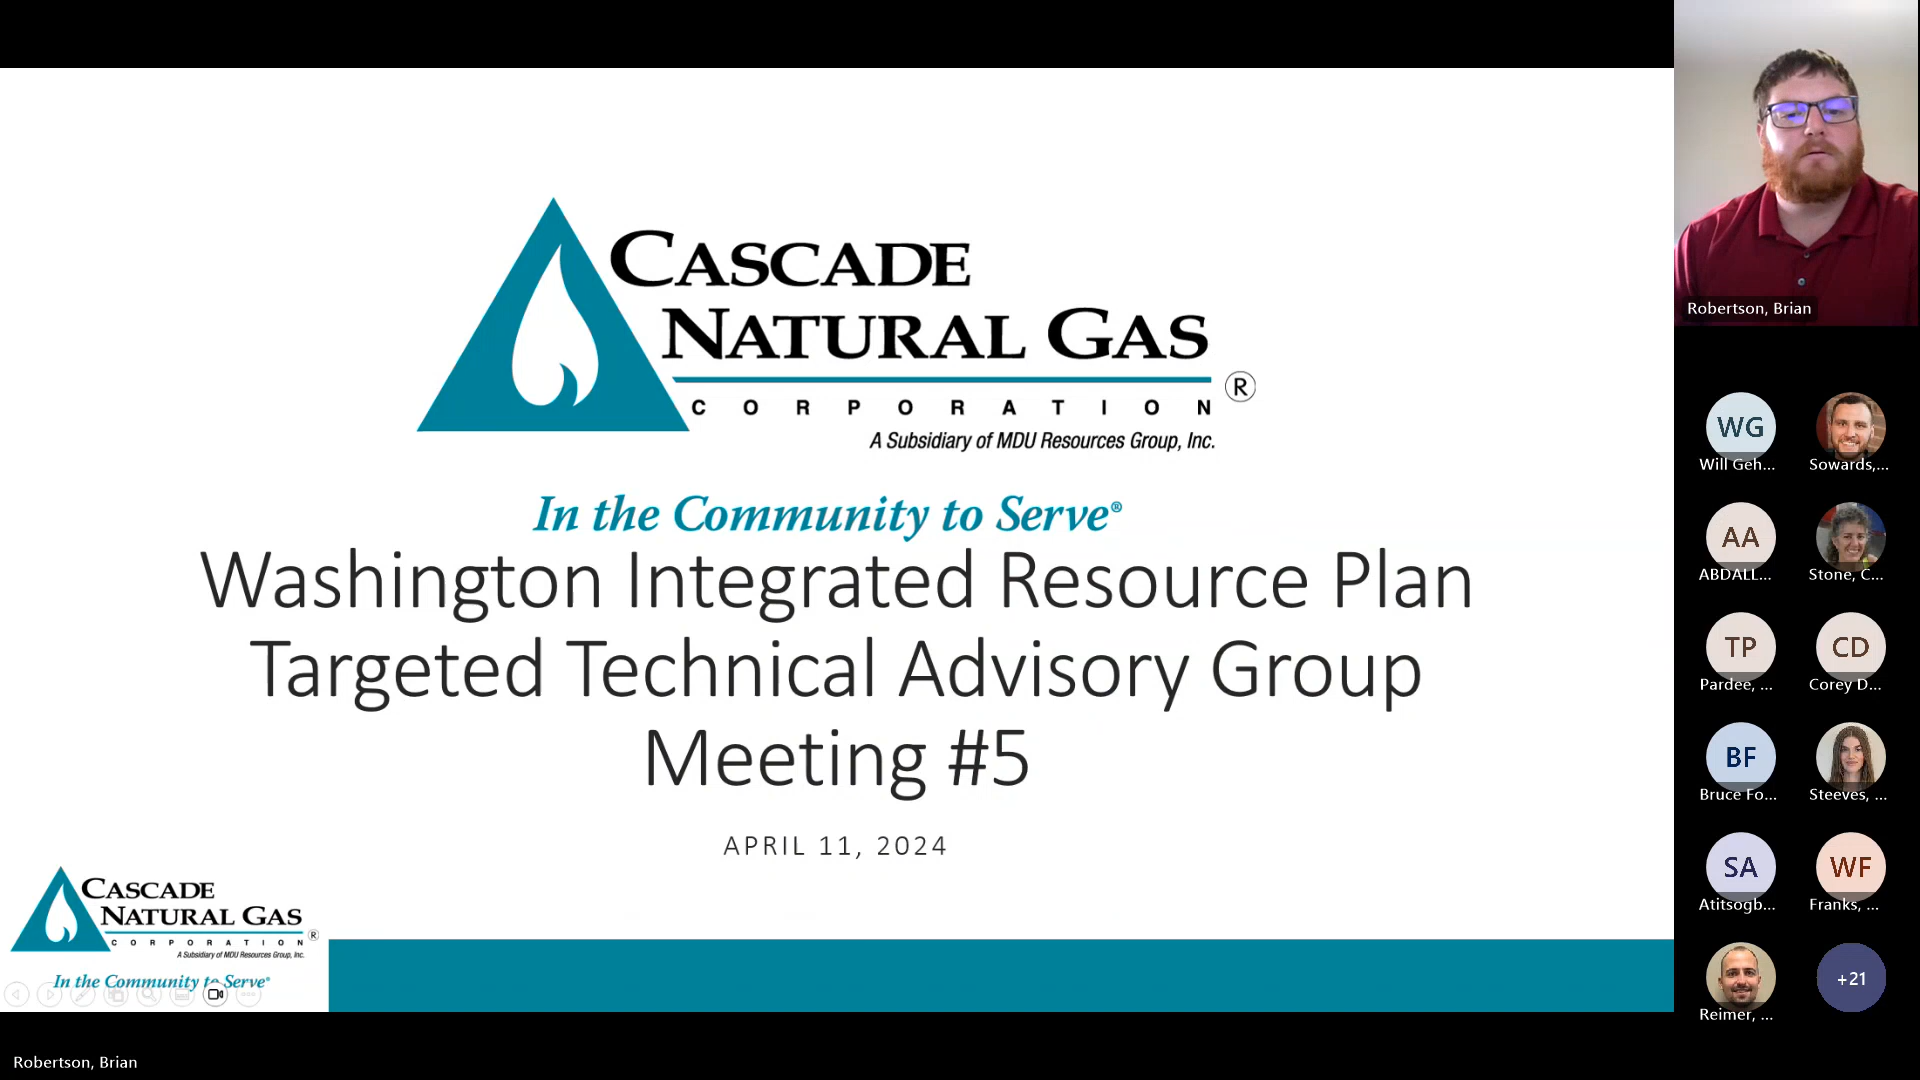 CASCADE
NATURAL GAS
CORPORATION ®
A Subsidiary of MDU Resources Group, Inc.
In the Community to Serve®
Washington Integrated Resource Plan
Targeted Technical Advisory Group
Meeting #5
APRIL 11, 2024
CASCADE
NATURAL GAS
CORPORATION ®
A Subsidiary of MDU Resources Group, Inc.
In the Community to Serve®
Robertson, Brian
Robertson, Brian
WG
Will Geh...
Sowards,...
AA
ABDALL...
Stone, C...
TP
Pardee, ...
CD
Corey D...
BF
Bruce Fo...
Steeves, ...
SA
Atitsogb...
WF
Franks, ...
Reimer, ...
+21